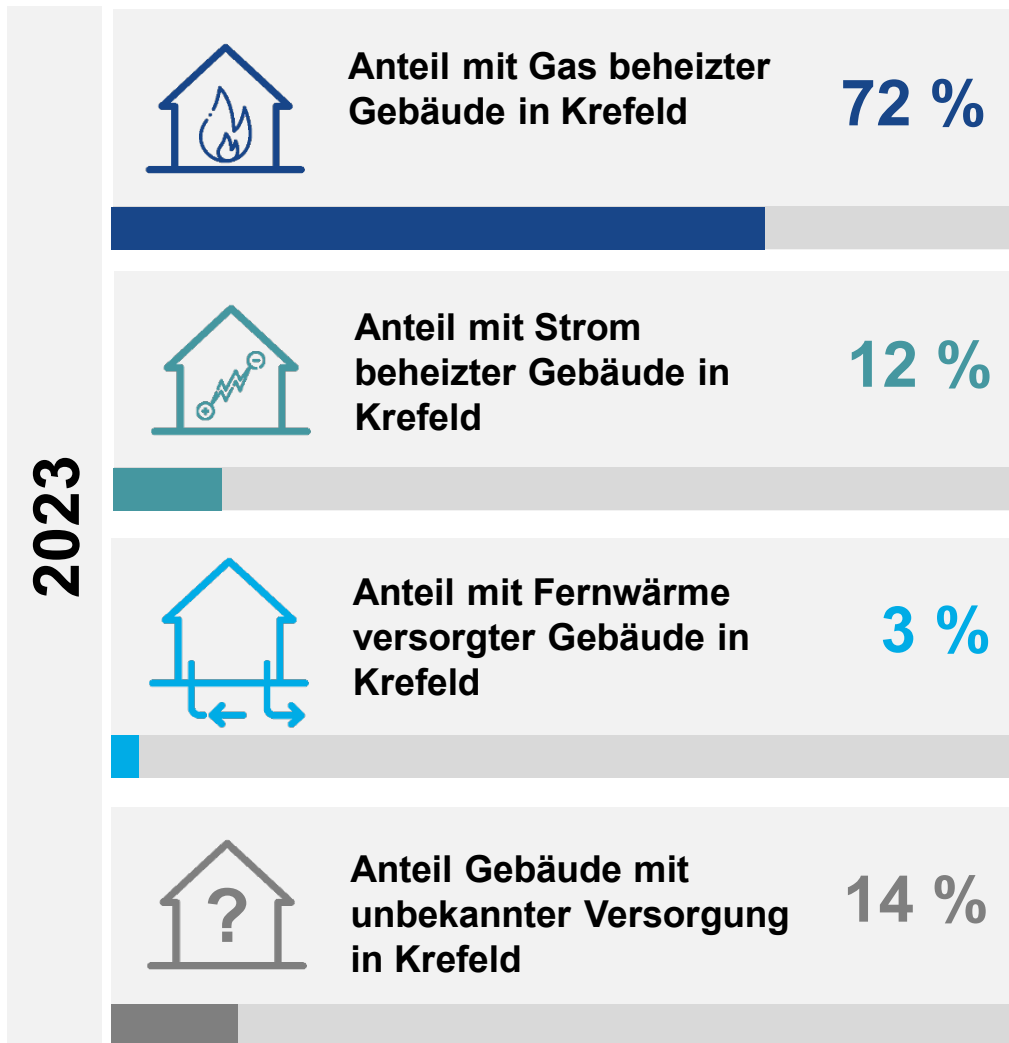 2023
Anteil mit Gas beheizter
Gebäude in Krefeld
72 %
Anteil mit Strom
beheizter Gebäude in
Krefeld
12 %
Anteil mit Fernwärme
versorgter Gebäude in
Krefeld
3 %
?
Anteil Gebäude mit
unbekannter Versorgung
in Krefeld
14 %